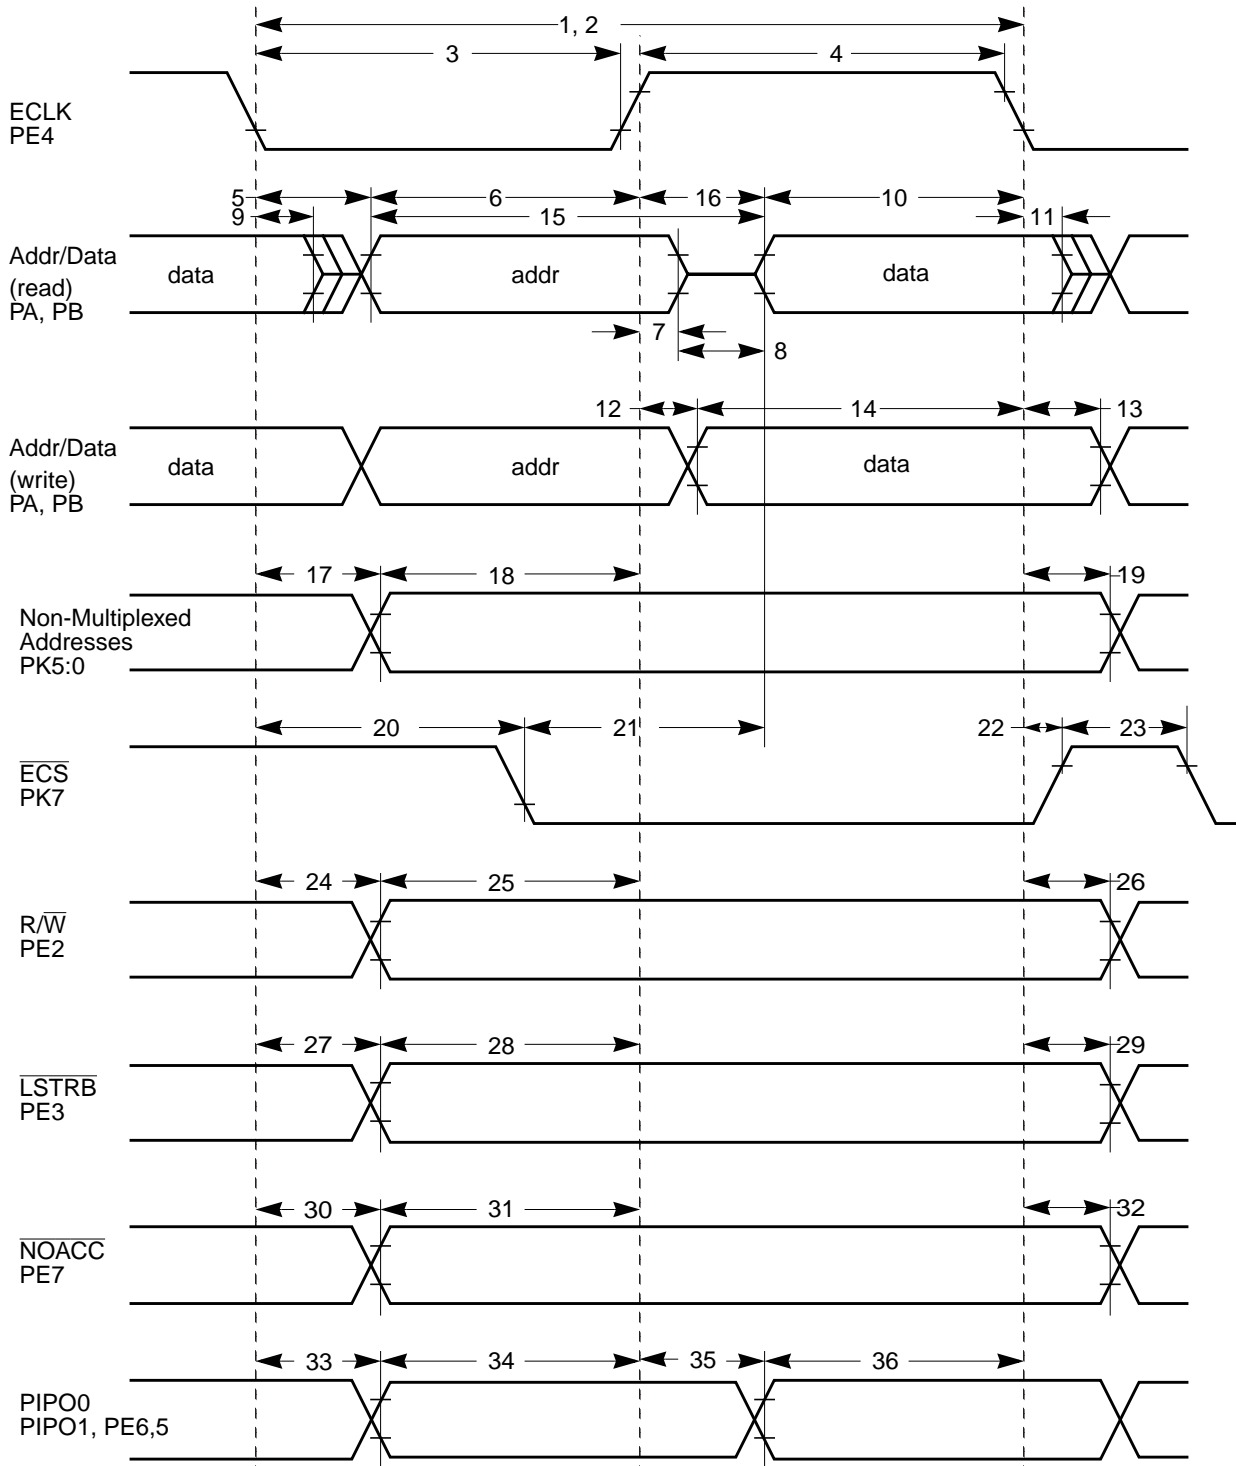 1, 2
3 4
ECLK
PE4
5 6 16 10
9 15 11
Addr/Data
(read)
PA, PB
data addr data
7
8
12 14 13
Addr/Data
(write)
PA, PB
data addr data
17 18 19
Non-Multiplexed
Addresses
PK5:0
20 21 22 23
ECS
PK7
24 25 26
R/W
PE2
27 28 29
LSTRB
PE3
30 31 32
NOACC
PE7
33 34 35 36
PIPO0
PIPO1, PE6,5